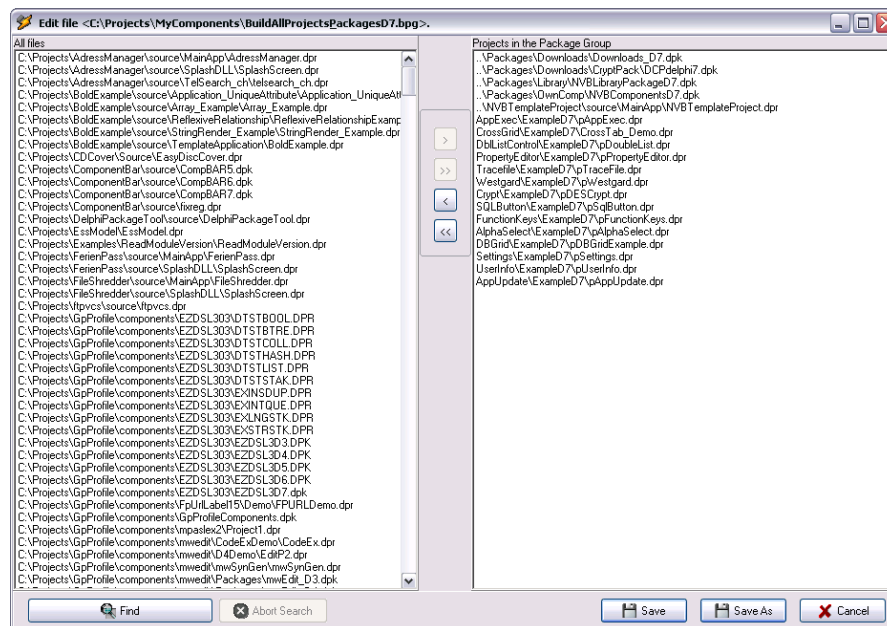 Edit file <C:\Projects\MyComponents\BuildAllProjectsPackagesD7.bpg>.
All files
C:\Projects\AdressManager\source\MainApp\AdressManager.dpr
C:\Projects\AdressManager\source\SplashDLL\SplashScreen.dpr
C:\Projects\AdressManager\source\TelSearch_ch\telsearch_ch.dpr
C:\Projects\BoldExample\source\Application_UniqueAttribute\Application_UniqueAtt
C:\Projects\BoldExample\source\Array_Example\Array_Example.dpr
C:\Projects\BoldExample\source\ReflexiveRelationship\ReflexiveRelationshipExamp
C:\Projects\BoldExample\source\StringRender_Example\StringRender_Example.dpr
C:\Projects\BoldExample\source\TemplateApplication\BoldExample.dpr
C:\Projects\CDCover\Source\EasyDiscCover.dpr
C:\Projects\ComponentBar\source\CompBAR5.dpk
C:\Projects\ComponentBar\source\CompBAR6.dpk
C:\Projects\ComponentBar\source\CompBAR7.dpk
C:\Projects\ComponentBar\source\fixreg.dpr
C:\Projects\DelphiPackageTool\source\DelphiPackageTool.dpr
C:\Projects\EssModel\EssModel.dpr
C:\Projects\Examples\ReadModuleVersion\ReadModuleVersion.dpr
C:\Projects\FerienPass\source\MainApp\FerienPass.dpr
C:\Projects\FerienPass\source\SplashDLL\SplashScreen.dpr
C:\Projects\FileShredder\source\MainApp\FileShredder.dpr
C:\Projects\FileShredder\source\SplashDLL\SplashScreen.dpr
C:\Projects\ftpvcs\source\ftpvcs.dpr
C:\Projects\GpProfile\components\EZDSL303\DTSTBOOL.DPR
C:\Projects\GpProfile\components\EZDSL303\DTSTBTRE.DPR
C:\Projects\GpProfile\components\EZDSL303\DTSTCOLL.DPR
C:\Projects\GpProfile\components\EZDSL303\DTSTHASH.DPR
C:\Projects\GpProfile\components\EZDSL303\DTSTLIST.DPR
C:\Projects\GpProfile\components\EZDSL303\DTSTSTAK.DPR
C:\Projects\GpProfile\components\EZDSL303\EXINSDUP.DPR
C:\Projects\GpProfile\components\EZDSL303\EXINTQUE.DPR
C:\Projects\GpProfile\components\EZDSL303\EXLNGSTK.DPR
C:\Projects\GpProfile\components\EZDSL303\EXSTRSTK.DPR
C:\Projects\GpProfile\components\EZDSL303\EZDSL3D3.DPK
C:\Projects\GpProfile\components\EZDSL303\EZDSL3D4.DPK
C:\Projects\GpProfile\components\EZDSL303\EZDSL3D5.DPK
C:\Projects\GpProfile\components\EZDSL303\EZDSL3D6.DPK
C:\Projects\GpProfile\components\EZDSL303\EZDSL3D7.dpk
C:\Projects\GpProfile\components\FpUrlLabel15\Demo\FPURLDemo.dpr
C:\Projects\GpProfile\components\GpProfileComponents.dpk
C:\Projects\GpProfile\components\mpaslex2\Project1.dpr
C:\Projects\GpProfile\components\mwedit\CodeExDemo\CodeEx.dpr
C:\Projects\GpProfile\components\mwedit\D4Demo\EditP2.dpr
C:\Projects\GpProfile\components\mwedit\mwSynGen\mwSynGen.dpr
C:\Projects\GpProfile\components\mwedit\Packages\mwEdit_D3.dpk
>
>>
<
<<
Projects in the Package Group
..\Packages\Downloads\Downloads_D7.dpk
..\Packages\Downloads\CryptPack\DCPdelphi7.dpk
..\Packages\Library\NVBLibraryPackageD7.dpk
..\Packages\OwnComp\NVBComponentsD7.dpk
..\NVBTemplateProject\source\MainApp\NVBTemplateProject.dpr
AppExec\ExampleD7\pAppExec.dpr
CrossGrid\ExampleD7\CrossTab_Demo.dpr
DblListControl\ExampleD7\pDoubleList.dpr
PropertyEditor\ExampleD7\pPropertyEditor.dpr
Tracefile\ExampleD7\pTraceFile.dpr
Westgard\ExampleD7\pWestgard.dpr
Crypt\ExampleD7\pDESCrypt.dpr
SQLButton\ExampleD7\pSqlButton.dpr
FunctionKeys\ExampleD7\pFunctionKeys.dpr
AlphaSelect\ExampleD7\pAlphaSelect.dpr
DBGrid\ExampleD7\pDBGridExample.dpr
Settings\ExampleD7\pSettings.dpr
UserInfo\ExampleD7\pUserInfo.dpr
AppUpdate\ExampleD7\pAppUpdate.dpr
Find
Abort Search
Save
Save As
Cancel